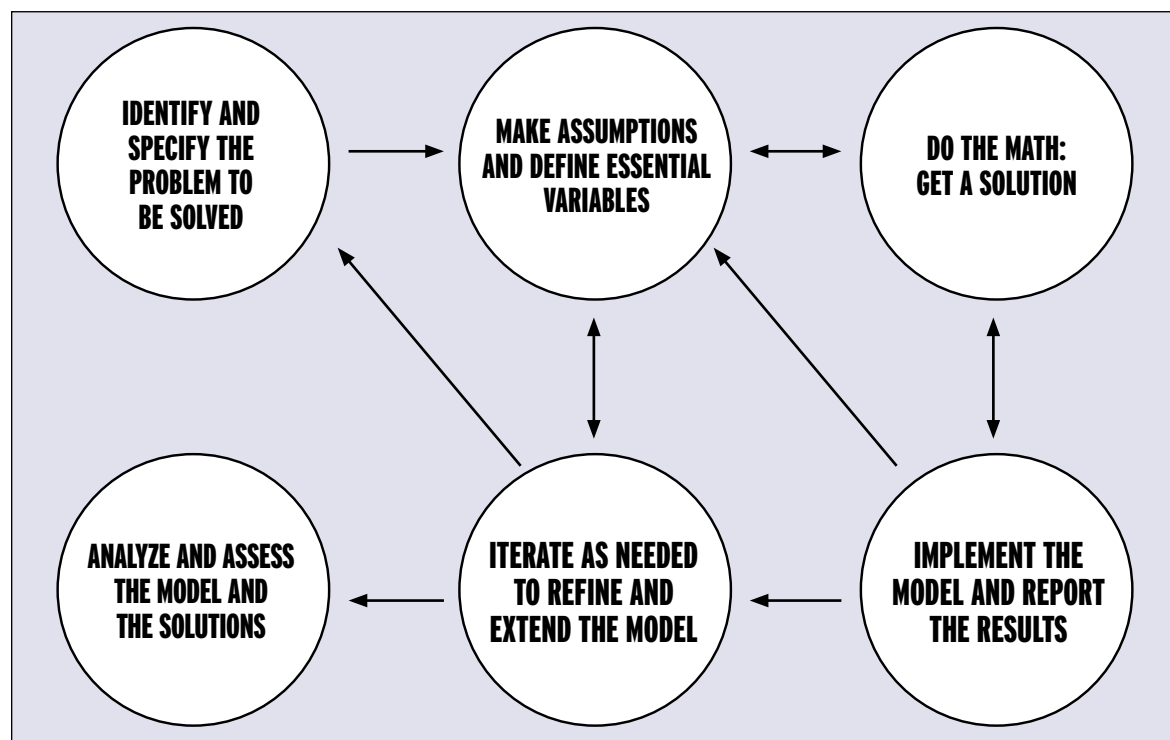 IDENTIFY AND
SPECIFY THE
PROBLEM TO
BE SOLVED
MAKE ASSUMPTIONS
AND DEFINE ESSENTIAL
VARIABLES
DO THE MATH:
GET A SOLUTION
ANALYZE AND ASSESS
THE MODEL AND
THE SOLUTIONS
ITERATE AS NEEDED
TO REFINE AND
EXTEND THE MODEL
IMPLEMENT THE
MODEL AND REPORT
THE RESULTS